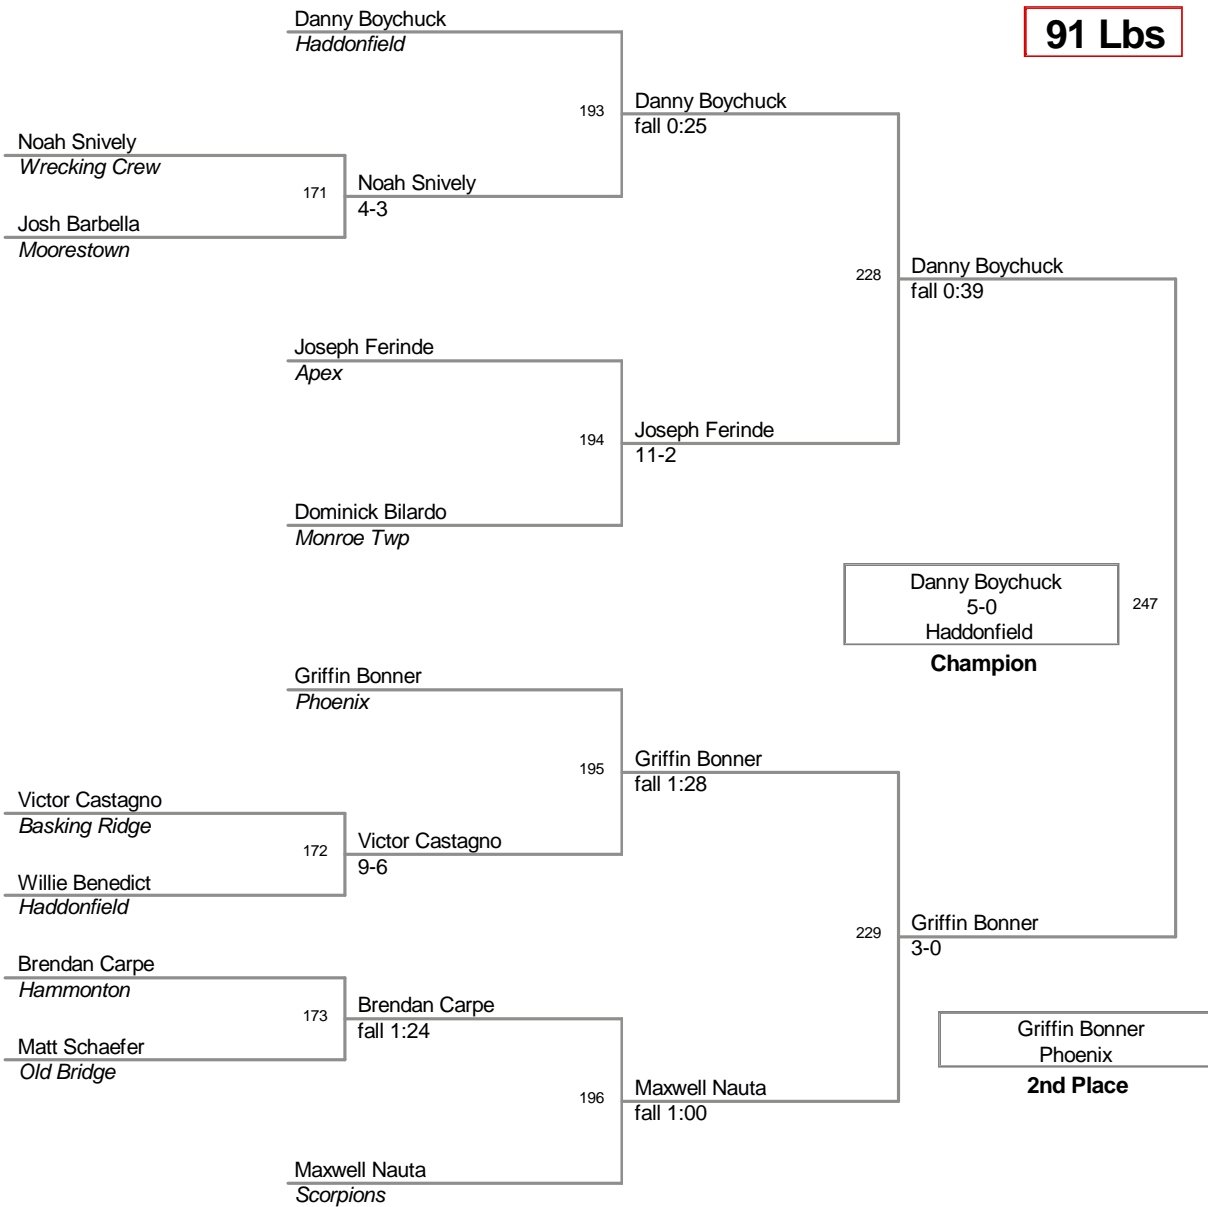 Danny Boychuck
Haddonfield
91 Lbs
193
Danny Boychuck
fall 0:25
Noah Snively
Wrecking Crew
171
Noah Snively
4-3
Josh Barbella
Moorestown
228
Danny Boychuck
fall 0:39
Joseph Ferinde
Apex
194
Joseph Ferinde
11-2
Dominick Bilardo
Monroe Twp
Danny Boychuck
5-0
Haddonfield
Champion
247
Griffin Bonner
Phoenix
195
Griffin Bonner
fall 1:28
Victor Castagno
Basking Ridge
172
Victor Castagno
9-6
Willie Benedict
Haddonfield
229
Griffin Bonner
3-0
Brendan Carpe
Hammonton
173
Brendan Carpe
fall 1:24
Matt Schaefer
Old Bridge
Griffin Bonner
Phoenix
2nd Place
196
Maxwell Nauta
fall 1:00
Maxwell Nauta
Scorpions